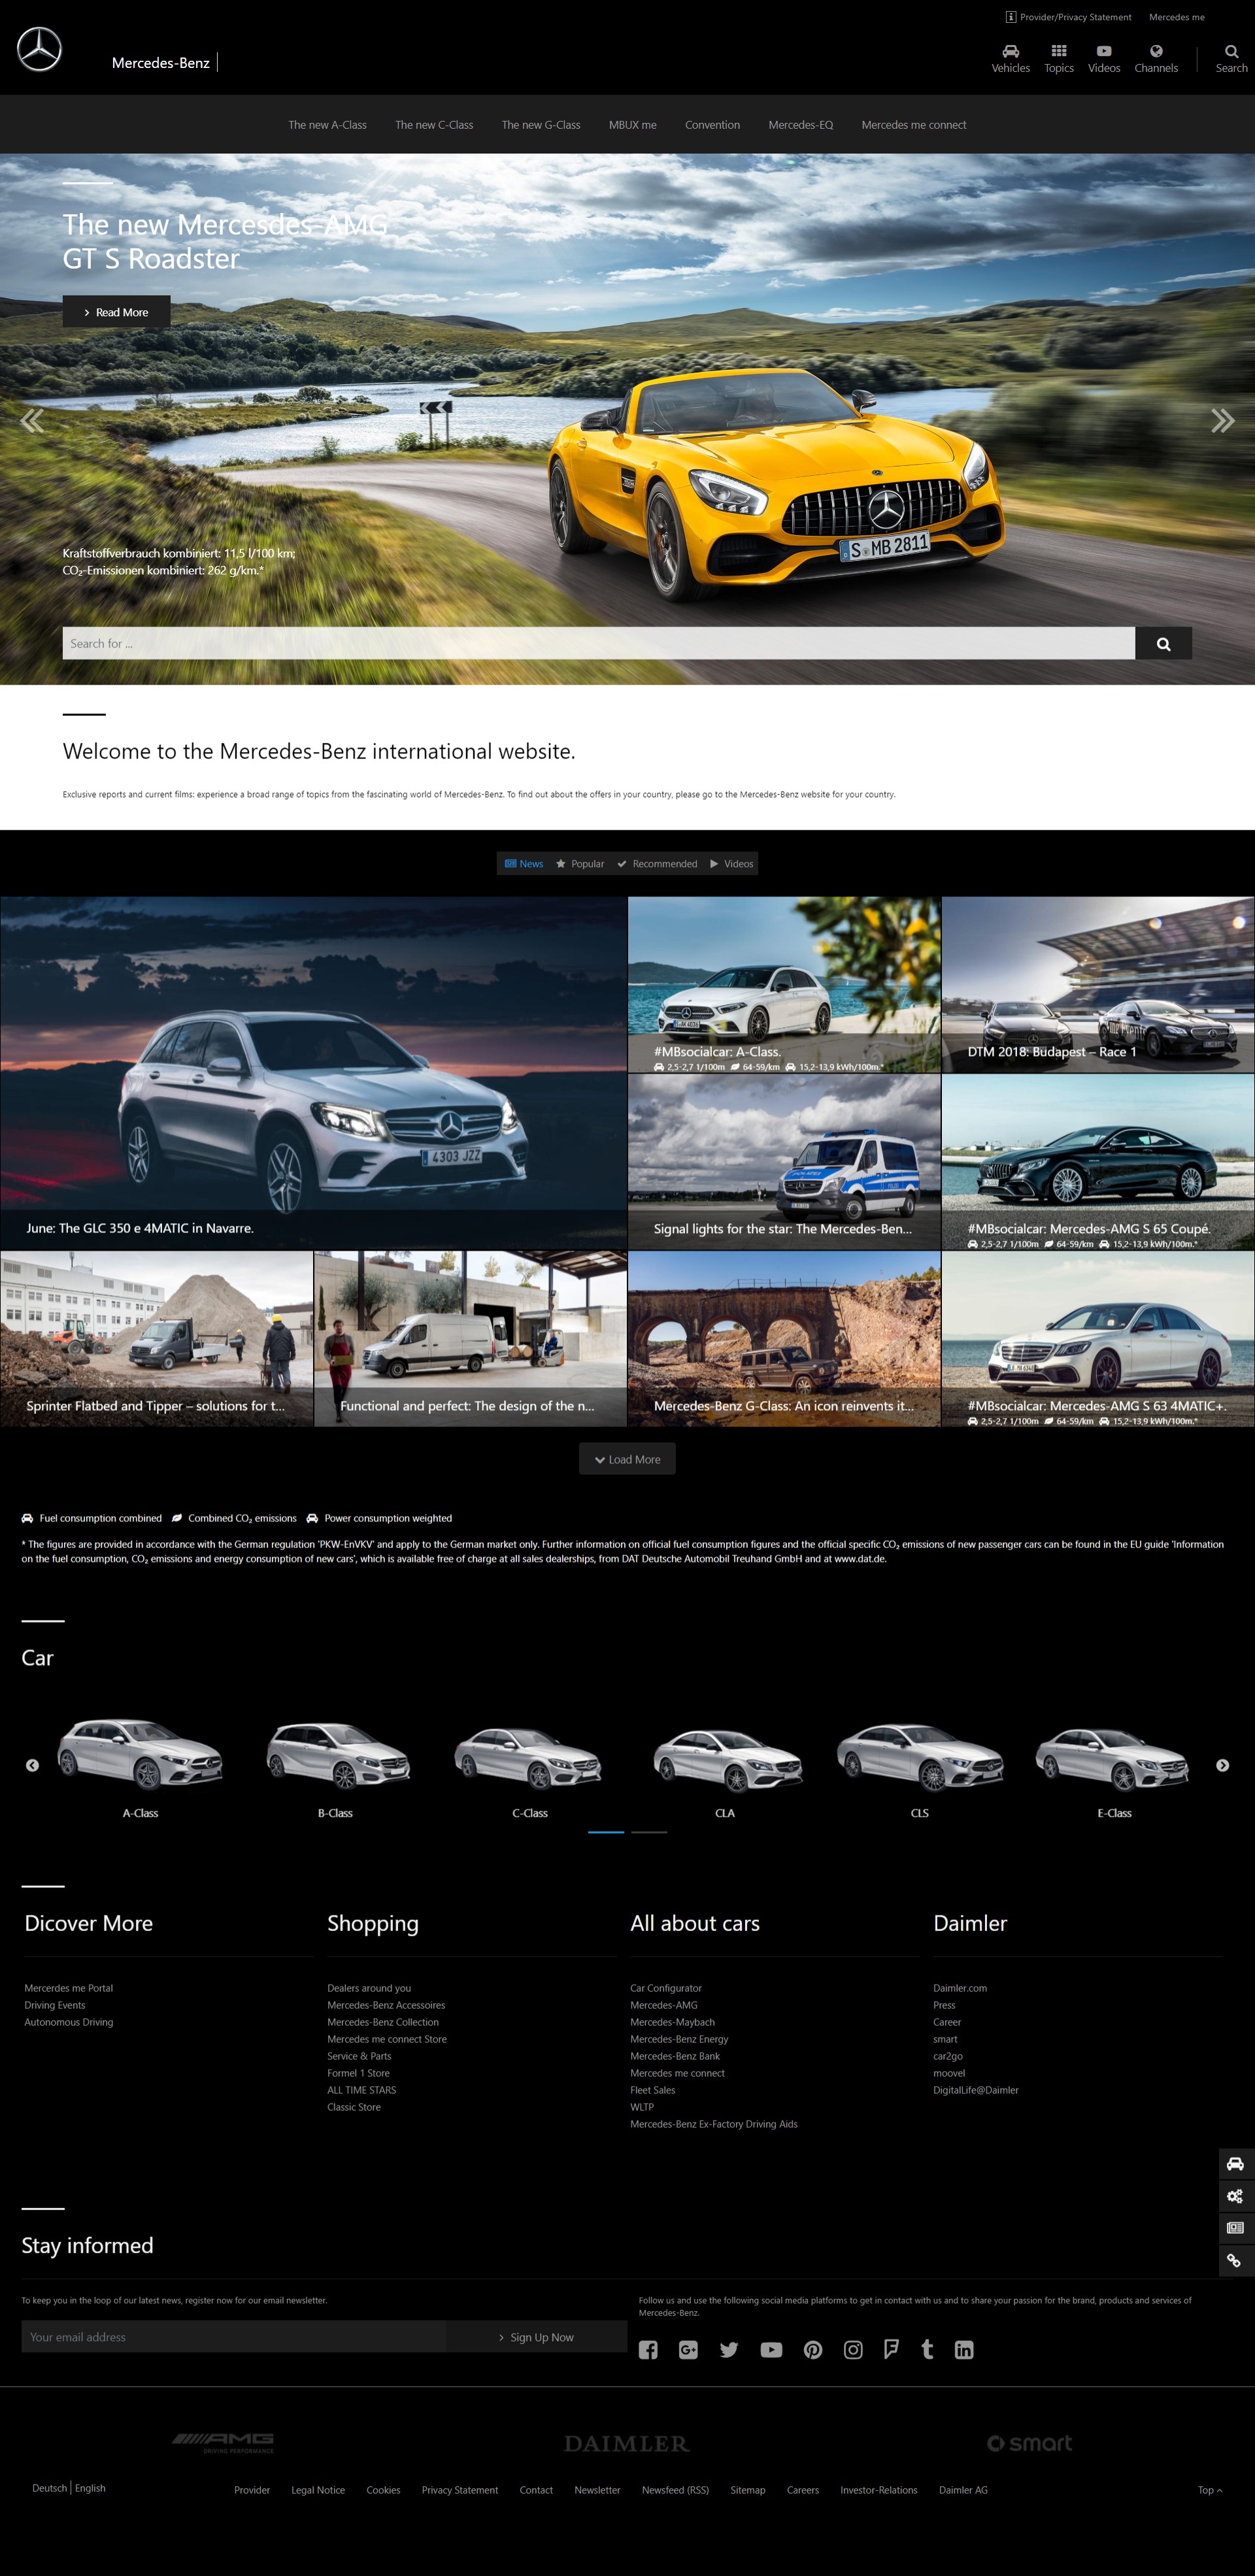 Provider/Privacy Statement Mercedes me
Mercedes-Benz
Vehicles Topics Videos Channels Search
The new A-Class The new C-Class The new G-Class MBUX me Convention Mercedes-EQ Mercedes me connect
The new Mercesdes-AMG
GT S Roadster
Read More
S MB 2811
Kraftstoffverbrauch kombiniert: 11,5 l/100 km;
CO₂-Emissionen kombiniert: 262 g/km.*
Search for ...
Welcome to the Mercedes-Benz international website.
Exclusive reports and current films: experience a broad range of topics from the fascinating world of Mercedes-Benz. To find out about the offers in your country, please go to the Mercedes-Benz website for your country.
News Popular Recommended Videos
4303 JZZ
June: The GLC 350 e 4MATIC in Navarre.
#MBsocialcar: A-Class.
2,5-2,7 1/100m 64-59/km 15,2-13,9 kWh/100m.*
DTM 2018: Budapest – Race 1
POLIZEI
Signal lights for the star: The Mercedes-Ben...
#MBsocialcar: Mercedes-AMG S 65 Coupé.
2,5-2,7 1/100m 64-59/km 15,2-13,9 kWh/100m.*
Sprinter Flatbed and Tipper – solutions for t...
Functional and perfect: The design of the n...
Mercedes-Benz G-Class: An icon reinvents it...
#MBsocialcar: Mercedes-AMG S 63 4MATIC+.
2,5-2,7 1/100m 64-59/km 15,2-13,9 kWh/100m.*
Load More
Fuel consumption combined Combined CO₂ emissions Power consumption weighted
* The figures are provided in accordance with the German regulation 'PKW-EnVKV' and apply to the German market only. Further information on official fuel consumption figures and the official specific CO₂ emissions of new passenger cars can be found in the EU guide 'Information
on the fuel consumption, CO₂ emissions and energy consumption of new cars', which is available free of charge at all sales dealerships, from DAT Deutsche Automobil Treuhand GmbH and at www.dat.de.
Car
A-Class B-Class C-Class CLA CLS E-Class
Dicover More
Mercerdes me Portal
Driving Events
Autonomous Driving
Shopping
Dealers around you
Mercedes-Benz Accessoires
Mercedes-Benz Collection
Mercedes me connect Store
Service & Parts
Formel 1 Store
ALL TIME STARS
Classic Store
All about cars
Car Configurator
Mercedes-AMG
Mercedes-Maybach
Mercedes-Benz Energy
Mercedes-Benz Bank
Mercedes me connect
Fleet Sales
WLTP
Mercedes-Benz Ex-Factory Driving Aids
Daimler
Daimler.com
Press
Career
smart
car2go
moovel
DigitalLife@Daimler
Stay informed
To keep you in the loop of our latest news, register now for our email newsletter.
Your email address
Sign Up Now
Follow us and use the following social media platforms to get in contact with us and to share your passion for the brand, products and services of
Mercedes-Benz.
AMG
DRIVING PERFORMANCE
DAIMLER
smart
Deutsch English
Provider Legal Notice Cookies Privacy Statement Contact Newsletter Newsfeed (RSS) Sitemap Careers Investor-Relations Daimler AG
Top